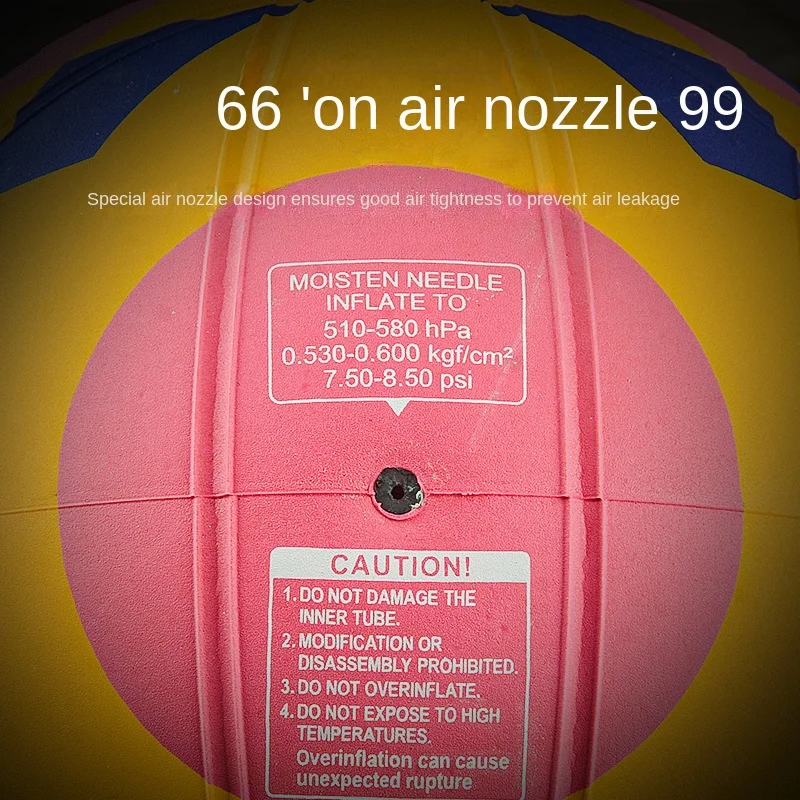 66 'on air nozzle 99
Special air nozzle design ensures good air tightness to prevent air leakage
MOISTEN NEEDLE
INFLATE TO
510-580 hPa
0.530-0.600 kgf/cm²
7.50-8.50 psi
CAUTION!
1. DO NOT DAMAGE THE
INNER TUBE.
2. MODIFICATION OR
DISASSEMBLY PROHIBITED.
3. DO NOT OVERINFLATE.
4. DO NOT EXPOSE TO HIGH
TEMPERATURES.
Overinflation can cause
unexpected rupture